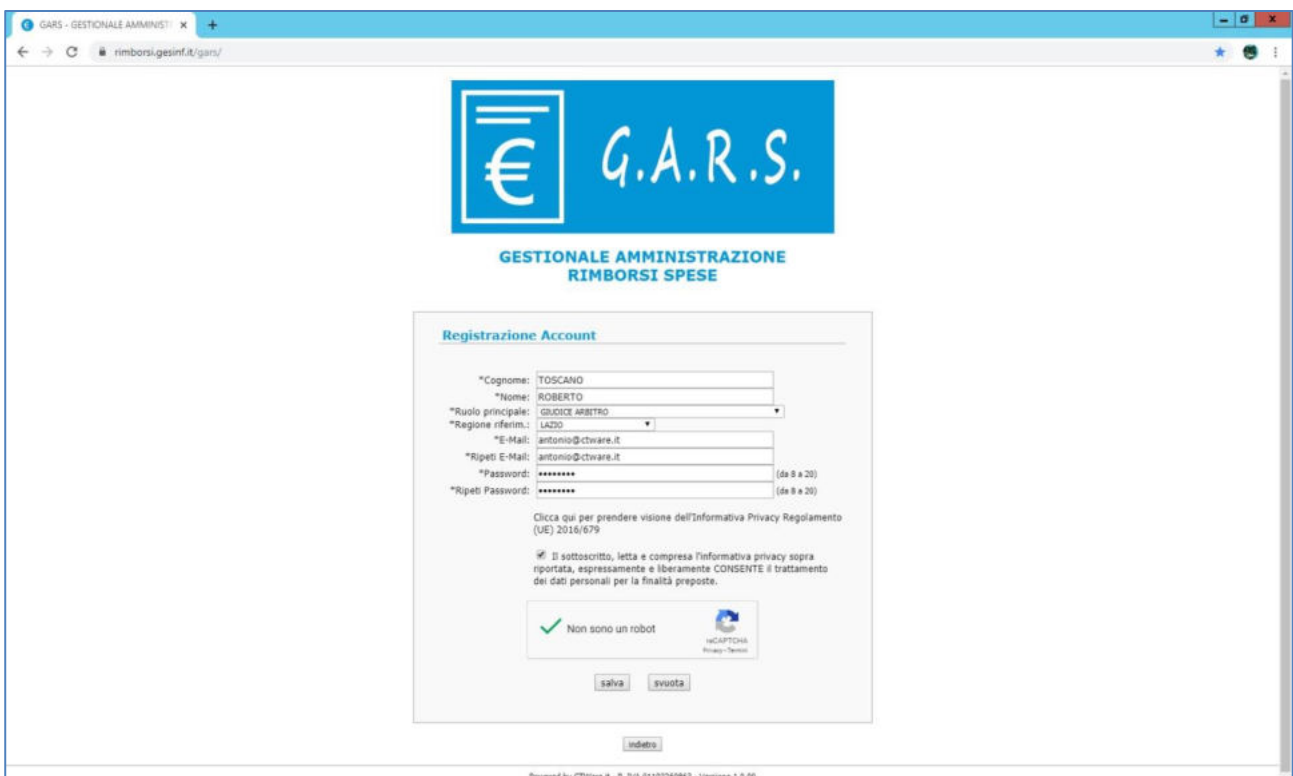 GARS - GESTIONALE AMMINIST
rimborsi.gesinf.it/gars/
€ G.A.R.S.
GESTIONALE AMMINISTRAZIONE
RIMBORSI SPESE
Registrazione Account
*Cognome: TOSCANO
*Nome: ROBERTO
*Ruolo principale: GIUDICE ARBITRO
*Regione riferim.: LAZIO
*E-Mail: antonio@ctware.it
*Ripeti E-Mail: antonio@ctware.it
*Password: •••••••• (da 8 a 20)
*Ripeti Password: •••••••• (da 8 a 20)
Clicca qui per prendere visione dell'Informativa Privacy Regolamento
(UE) 2016/679
Il sottoscritto, letta e compresa l'informativa privacy sopra
riportata, espressamente e liberamente CONSENTE il trattamento
dei dati personali per la finalità preposte.
Non sono un robot
reCAPTCHA
Privacy - Termini
salva svuota
indietro